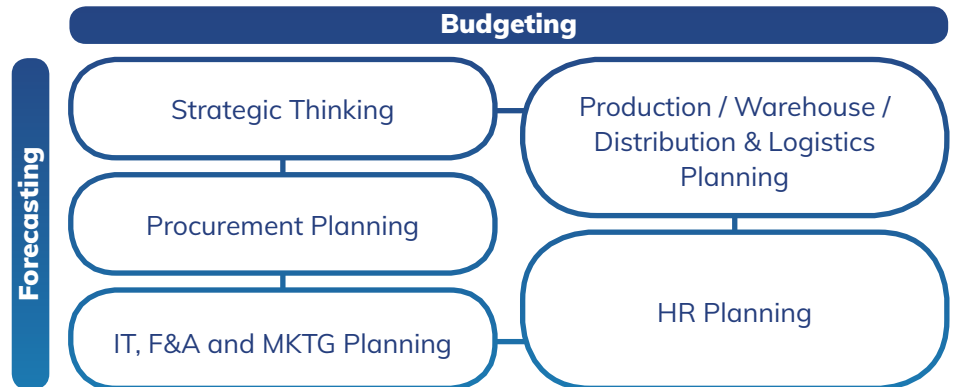 Budgeting
Forecasting
Strategic Thinking
Procurement Planning
IT, F&A and MKTG Planning
Production / Warehouse /
Distribution & Logistics
Planning
HR Planning